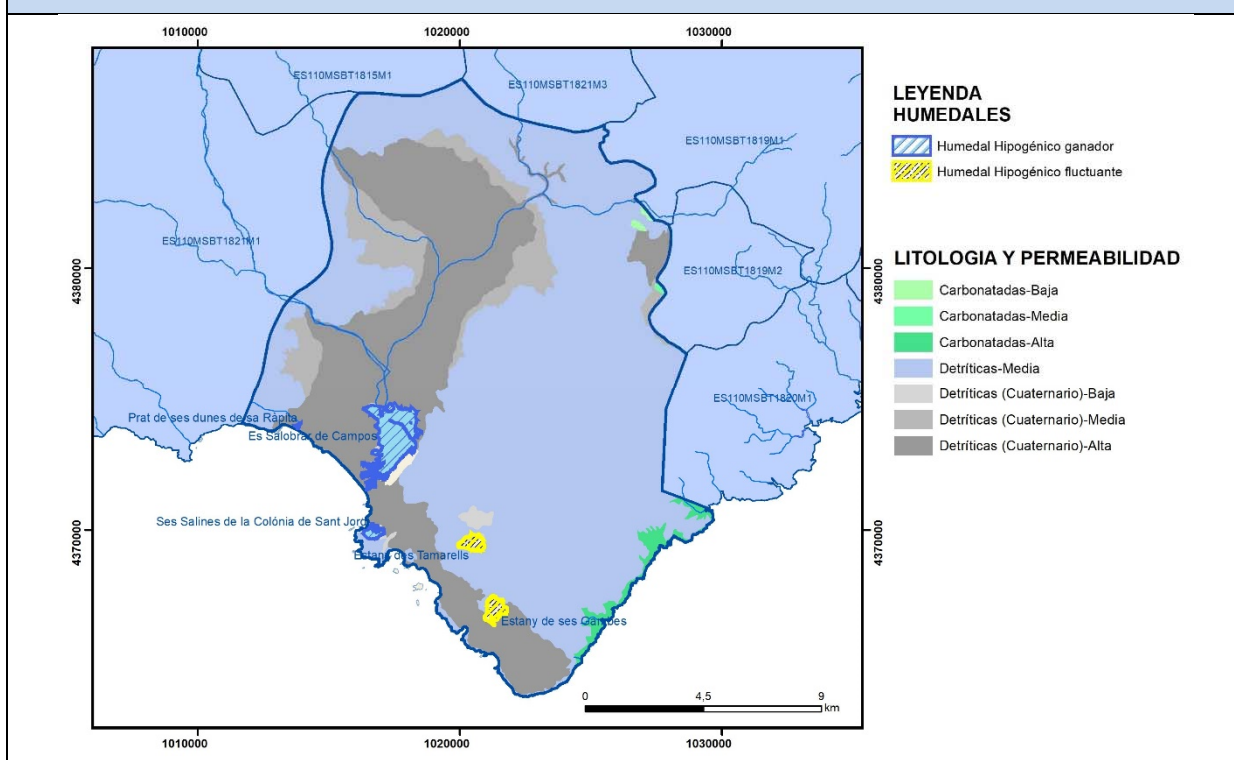 1010000
1020000
1030000
ES110MSBT1815M1
ES110MSBT1821M3
ES110MSBT1819M1
ES110MSBT1821M1
ES110MSBT1819M2
4380000
4380000
ES110MSBT1820M1
Prat de ses dunes de sa Ràpita
Es Salobrar de Campos
Ses Salines de la Colónia de Sant Jordi
4370000
4370000
Estany des Tamarells
Estany de ses Gambes
0
4,5
9
km
1010000
1020000
1030000
LEYENDA
HUMEDALES
Humedal Hipogénico ganador
Humedal Hipogénico fluctuante
LITOLOGIA Y PERMEABILIDAD
Carbonatadas-Baja
Carbonatadas-Media
Carbonatadas-Alta
Detríticas-Media
Detríticas (Cuaternario)-Baja
Detríticas (Cuaternario)-Media
Detríticas (Cuaternario)-Alta